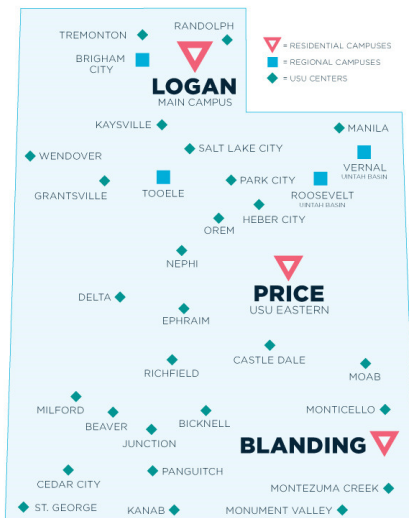 RANDOLPH
TREMONTON
BRIGHAM
CITY
LOGAN
MAIN CAMPUS
= RESIDENTIAL CAMPUSES
= REGIONAL CAMPUSES
= USU CENTERS
KAYSVILLE
MANILA
SALT LAKE CITY
WENDOVER
VERNAL
UINTAH BASIN
GRANTSVILLE
TOOELE
PARK CITY
ROOSEVELT
UINTAH BASIN
HEBER CITY
OREM
NEPHI
PRICE
USU EASTERN
DELTA
EPHRAIM
CASTLE DALE
RICHFIELD
MOAB
MILFORD
BEAVER
JUNCTION
BICKNELL
MONTICELLO
BLANDING
CEDAR CITY
PANGUITCH
MONTEZUMA CREEK
ST. GEORGE
KANAB
MONUMENT VALLEY